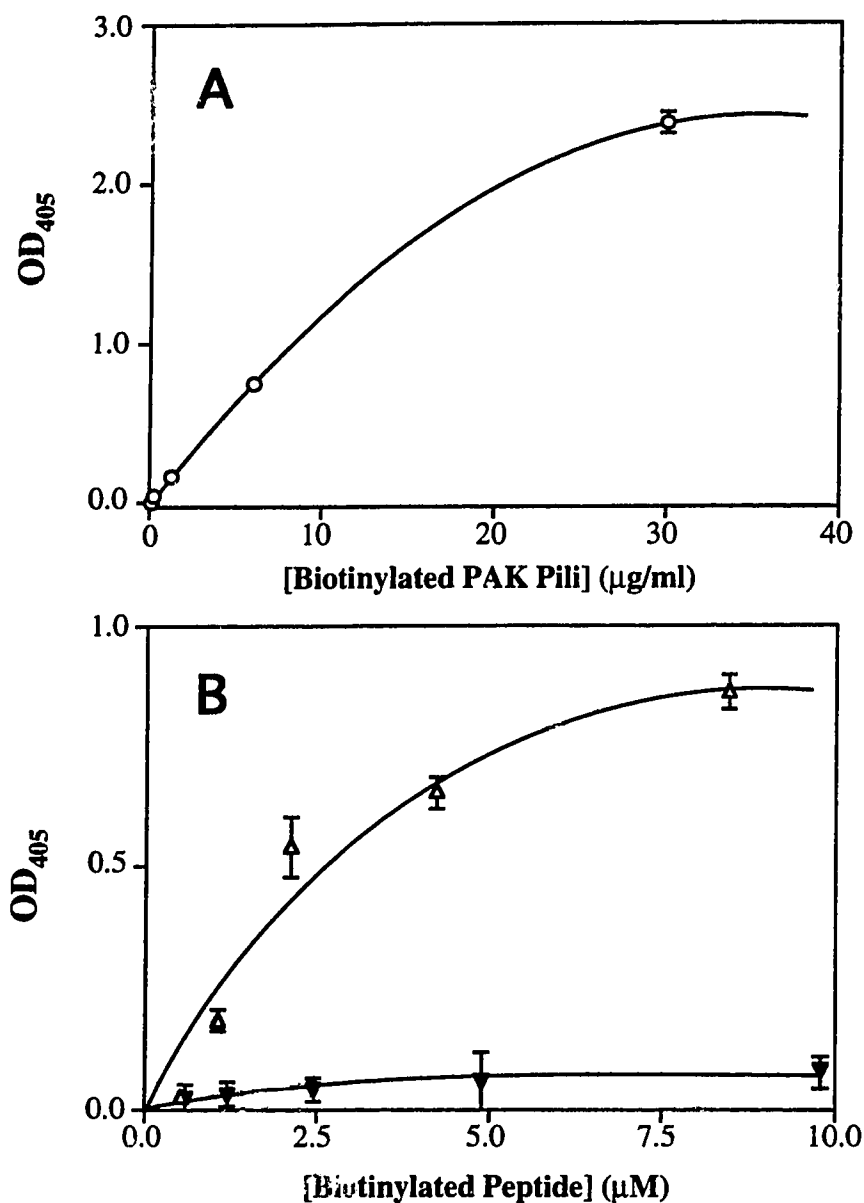 A
3.0
2.0
1.0
0.0
OD405
0 10 20 30 40
[Biotinylated PAK Pili] (μg/ml)
B
1.0
0.5
0.0
OD405
0.0 2.5 5.0 7.5 10.0
[Biotinylated Peptide] (μM)